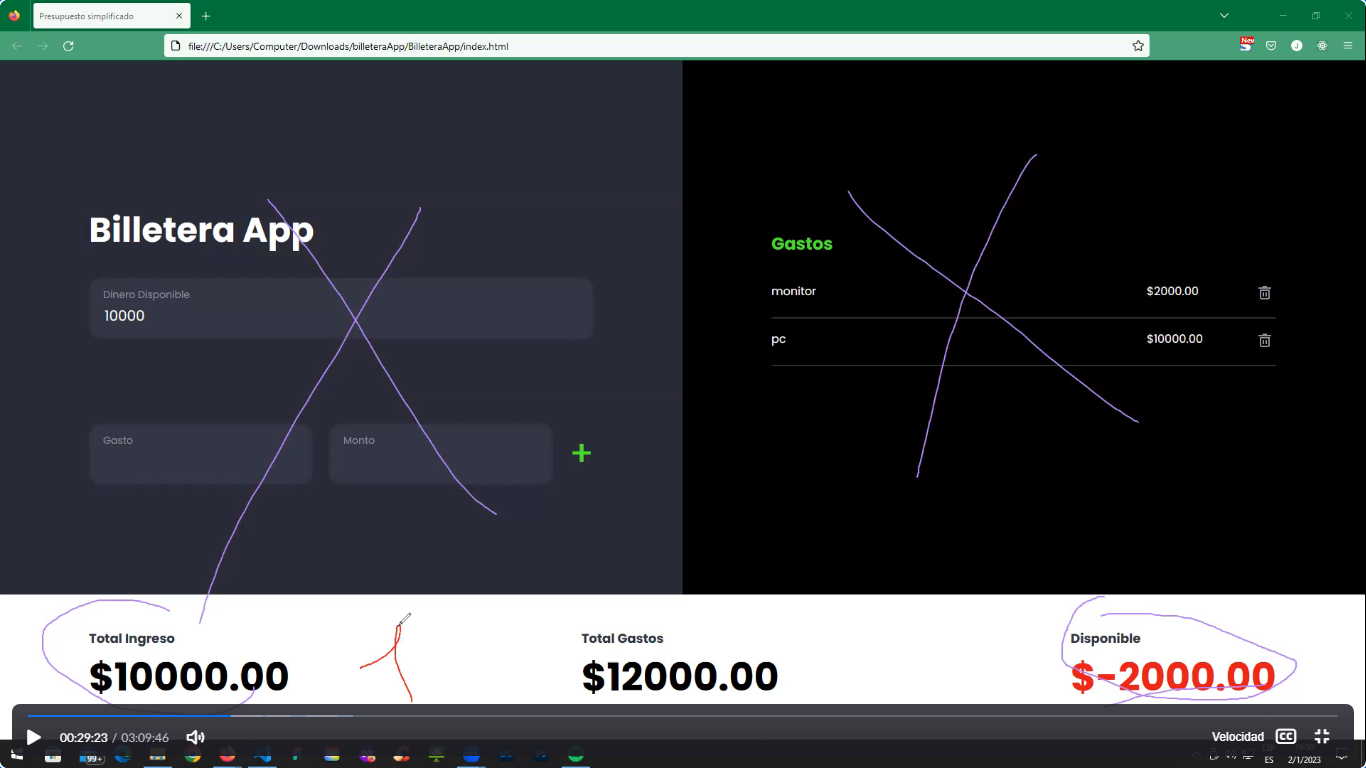 Presupuesto simplificado
file:///C:/Users/Computer/Downloads/billeteraApp/BilleteraApp/index.html
New
J
Billetera App
Dinero Disponible
10000
Gasto
Monto
+
Gastos
monitor $2000.00
pc $10000.00
Total Ingreso
$10000.00
Total Gastos
$12000.00
Disponible
$-2000.00
00:29:23 / 03:09:46
Velocidad
CC
99+
ES
2/1/2023